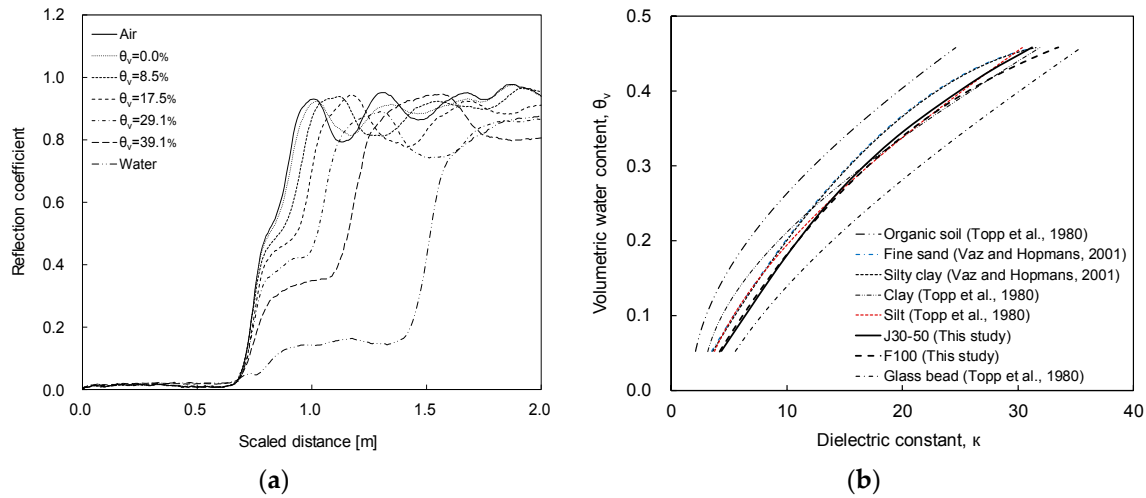 1.2
1.0
0.8
0.6
0.4
0.2
0.0
Reflection coefficient
Air
θv=0.0%
θv=8.5%
θv=17.5%
θv=29.1%
θv=39.1%
Water
0.0 0.5 1.0 1.5 2.0
Scaled distance [m]
(a)
0.5
0.4
0.3
0.2
0.1
0
Volumetric water content, θv
Organic soil (Topp et al., 1980)
Fine sand (Vaz and Hopmans, 2001)
Silty clay (Vaz and Hopmans, 2001)
Clay (Topp et al., 1980)
Silt (Topp et al., 1980)
J30-50 (This study)
F100 (This study)
Glass bead (Topp et al., 1980)
0 10 20 30 40
Dielectric constant, κ
(b)